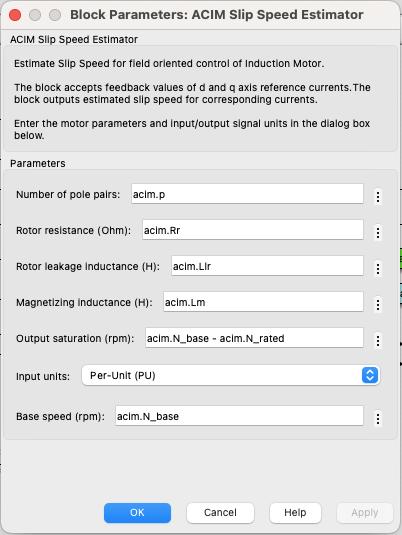 Block Parameters: ACIM Slip Speed Estimator
ACIM Slip Speed Estimator
Estimate Slip Speed for field oriented control of Induction Motor.
The block accepts feedback values of d and q axis reference currents.The
block outputs estimated slip speed for corresponding currents.
Enter the motor parameters and input/output signal units in the dialog box
below.
Parameters
Number of pole pairs: acim.p
Rotor resistance (Ohm): acim.Rr
Rotor leakage inductance (H): acim.Llr
Magnetizing inductance (H): acim.Lm
Output saturation (rpm): acim.N_base - acim.N_rated
Input units: Per-Unit (PU)
Base speed (rpm): acim.N_base
OK Cancel Help Apply